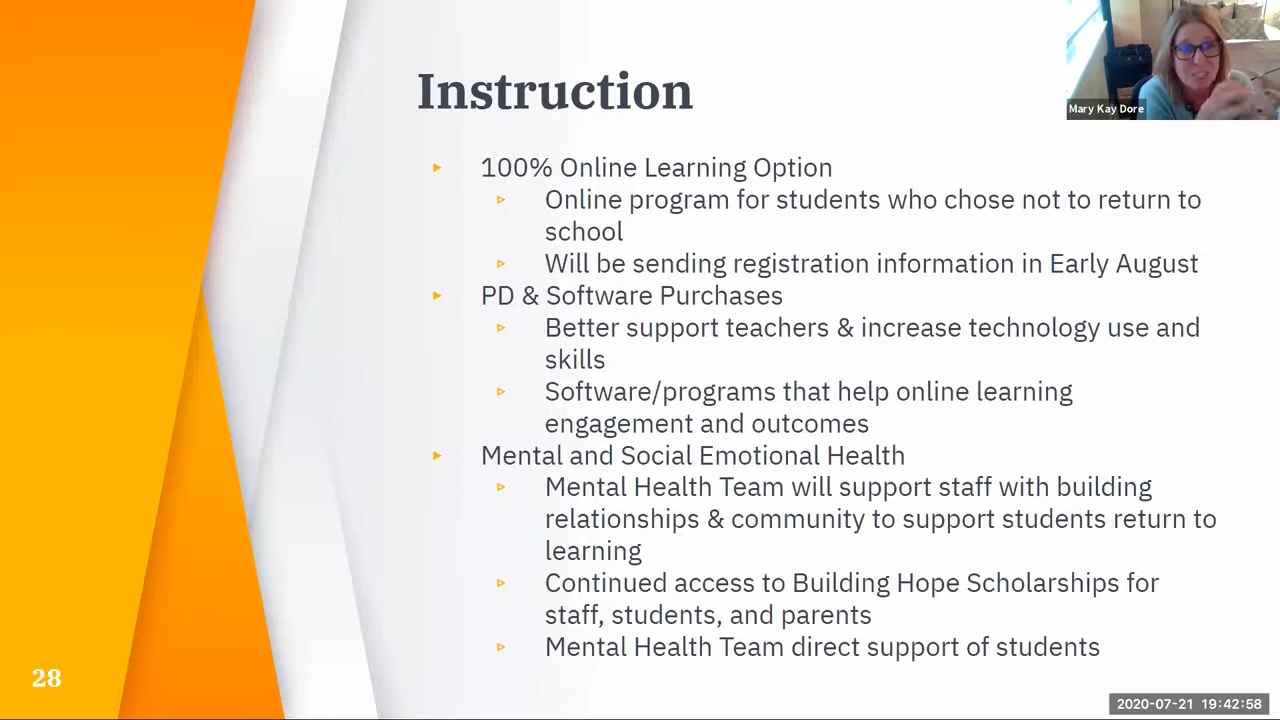 Instruction
Mary Kay Dore
100% Online Learning Option
Online program for students who chose not to return to
school
Will be sending registration information in Early August
PD & Software Purchases
Better support teachers & increase technology use and
skills
Software/programs that help online learning
engagement and outcomes
Mental and Social Emotional Health
Mental Health Team will support staff with building
relationships & community to support students return to
learning
Continued access to Building Hope Scholarships for
staff, students, and parents
Mental Health Team direct support of students
28
2020-07-21 19:42:58